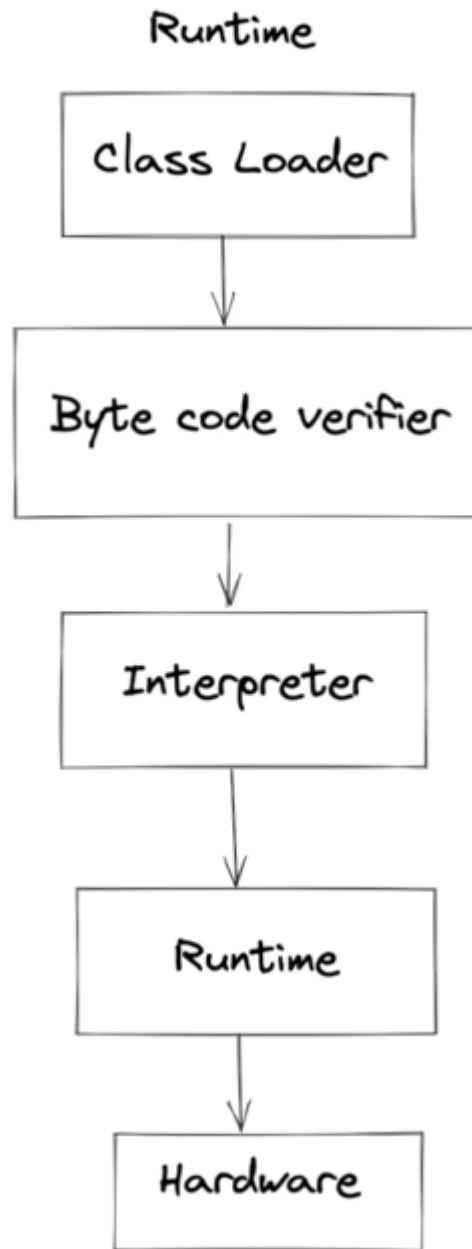 Runtime
Class Loader
Byte code verifier
Interpreter
Runtime
Hardware